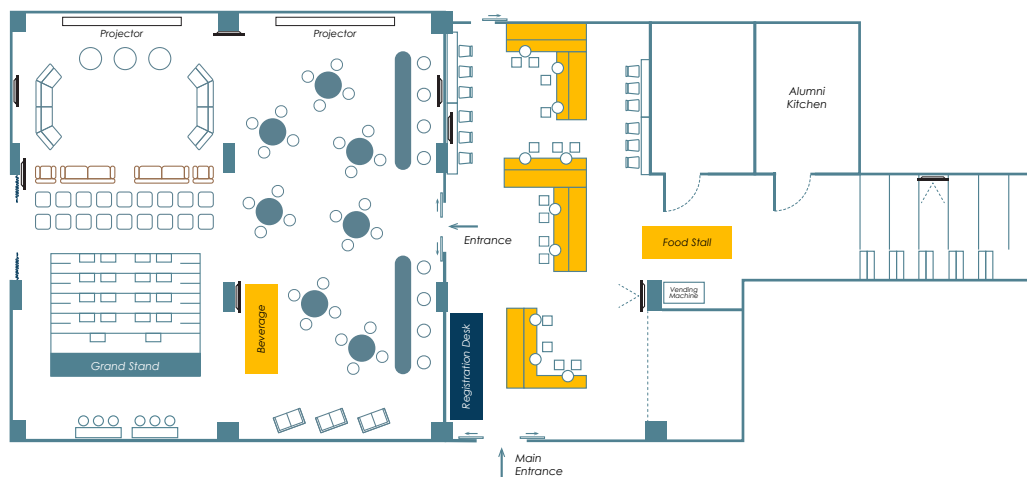 Projector
Projector
Alumni
Kitchen
Entrance
Food Stall
Vending
Machine
Beverage
Registration Desk
Grand Stand
Main
Entrance